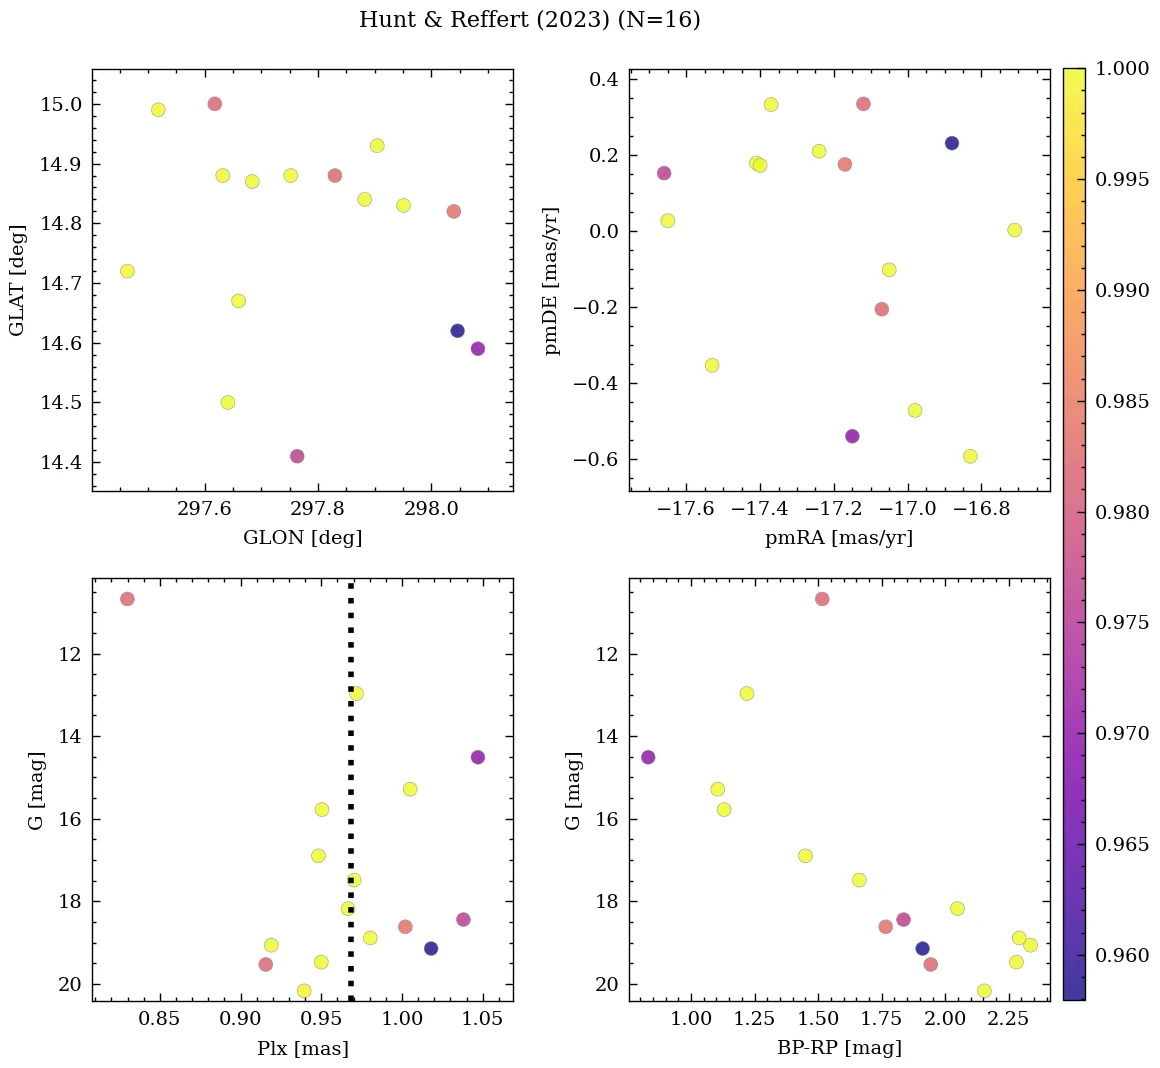 Hunt & Reffert (2023) (N=16)
15.0
14.9
14.8
14.7
14.6
14.5
14.4
GLAT [deg]
297.6 297.8 298.0
GLON [deg]
0.4
0.2
0.0
−0.2
−0.4
−0.6
pmDE [mas/yr]
−17.6 −17.4 −17.2 −17.0 −16.8
pmRA [mas/yr]
12
14
16
18
20
G [mag]
0.85 0.90 0.95 1.00 1.05
Plx [mas]
12
14
16
18
20
G [mag]
1.00 1.25 1.50 1.75 2.00 2.25
BP-RP [mag]
1.000
0.995
0.990
0.985
0.980
0.975
0.970
0.965
0.960